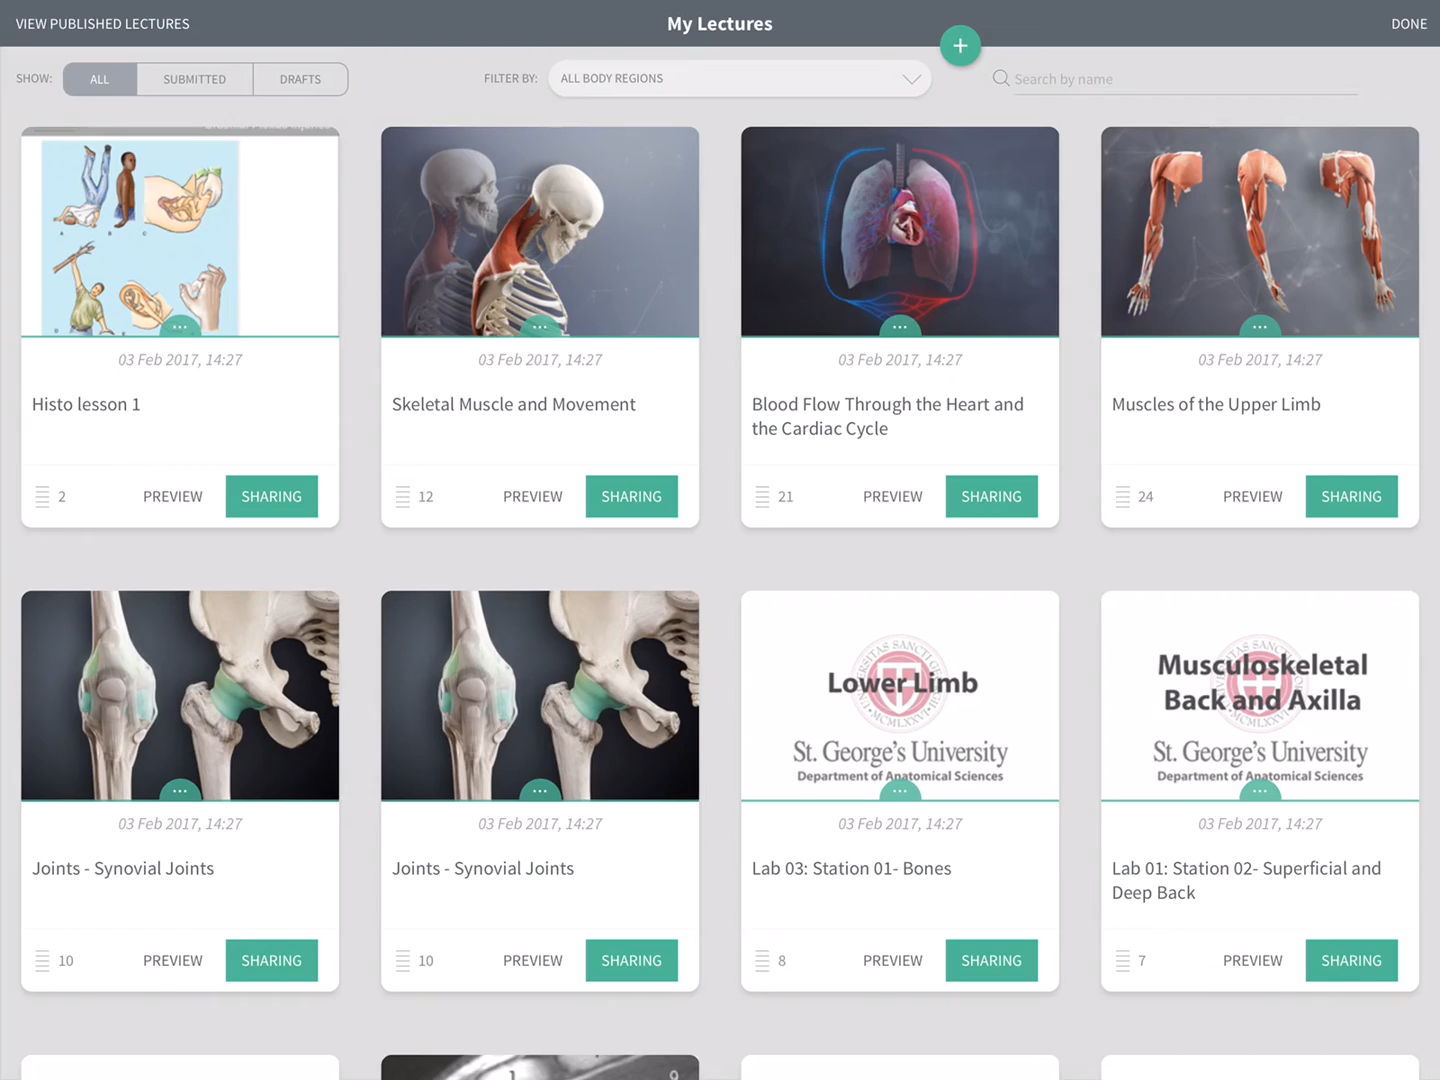 VIEW PUBLISHED LECTURES
My Lectures
DONE
+
SHOW:
ALL
SUBMITTED
DRAFTS
FILTER BY:
ALL BODY REGIONS
Search by name
A
B
C
D
03 Feb 2017, 14:27
03 Feb 2017, 14:27
03 Feb 2017, 14:27
03 Feb 2017, 14:27
Histo lesson 1
Skeletal Muscle and Movement
Blood Flow Through the Heart and
the Cardiac Cycle
Muscles of the Upper Limb
2
PREVIEW
SHARING
12
PREVIEW
SHARING
21
PREVIEW
SHARING
24
PREVIEW
SHARING
Lower Limb
MCMLXXVI
St. George's University
Department of Anatomical Sciences
Musculoskeletal
Back and Axilla
MCMLXXVI
St. George's University
Department of Anatomical Sciences
03 Feb 2017, 14:27
03 Feb 2017, 14:27
03 Feb 2017, 14:27
03 Feb 2017, 14:27
Joints - Synovial Joints
Joints - Synovial Joints
Lab 03: Station 01- Bones
Lab 01: Station 02- Superficial and
Deep Back
10
PREVIEW
SHARING
10
PREVIEW
SHARING
8
PREVIEW
SHARING
7
PREVIEW
SHARING